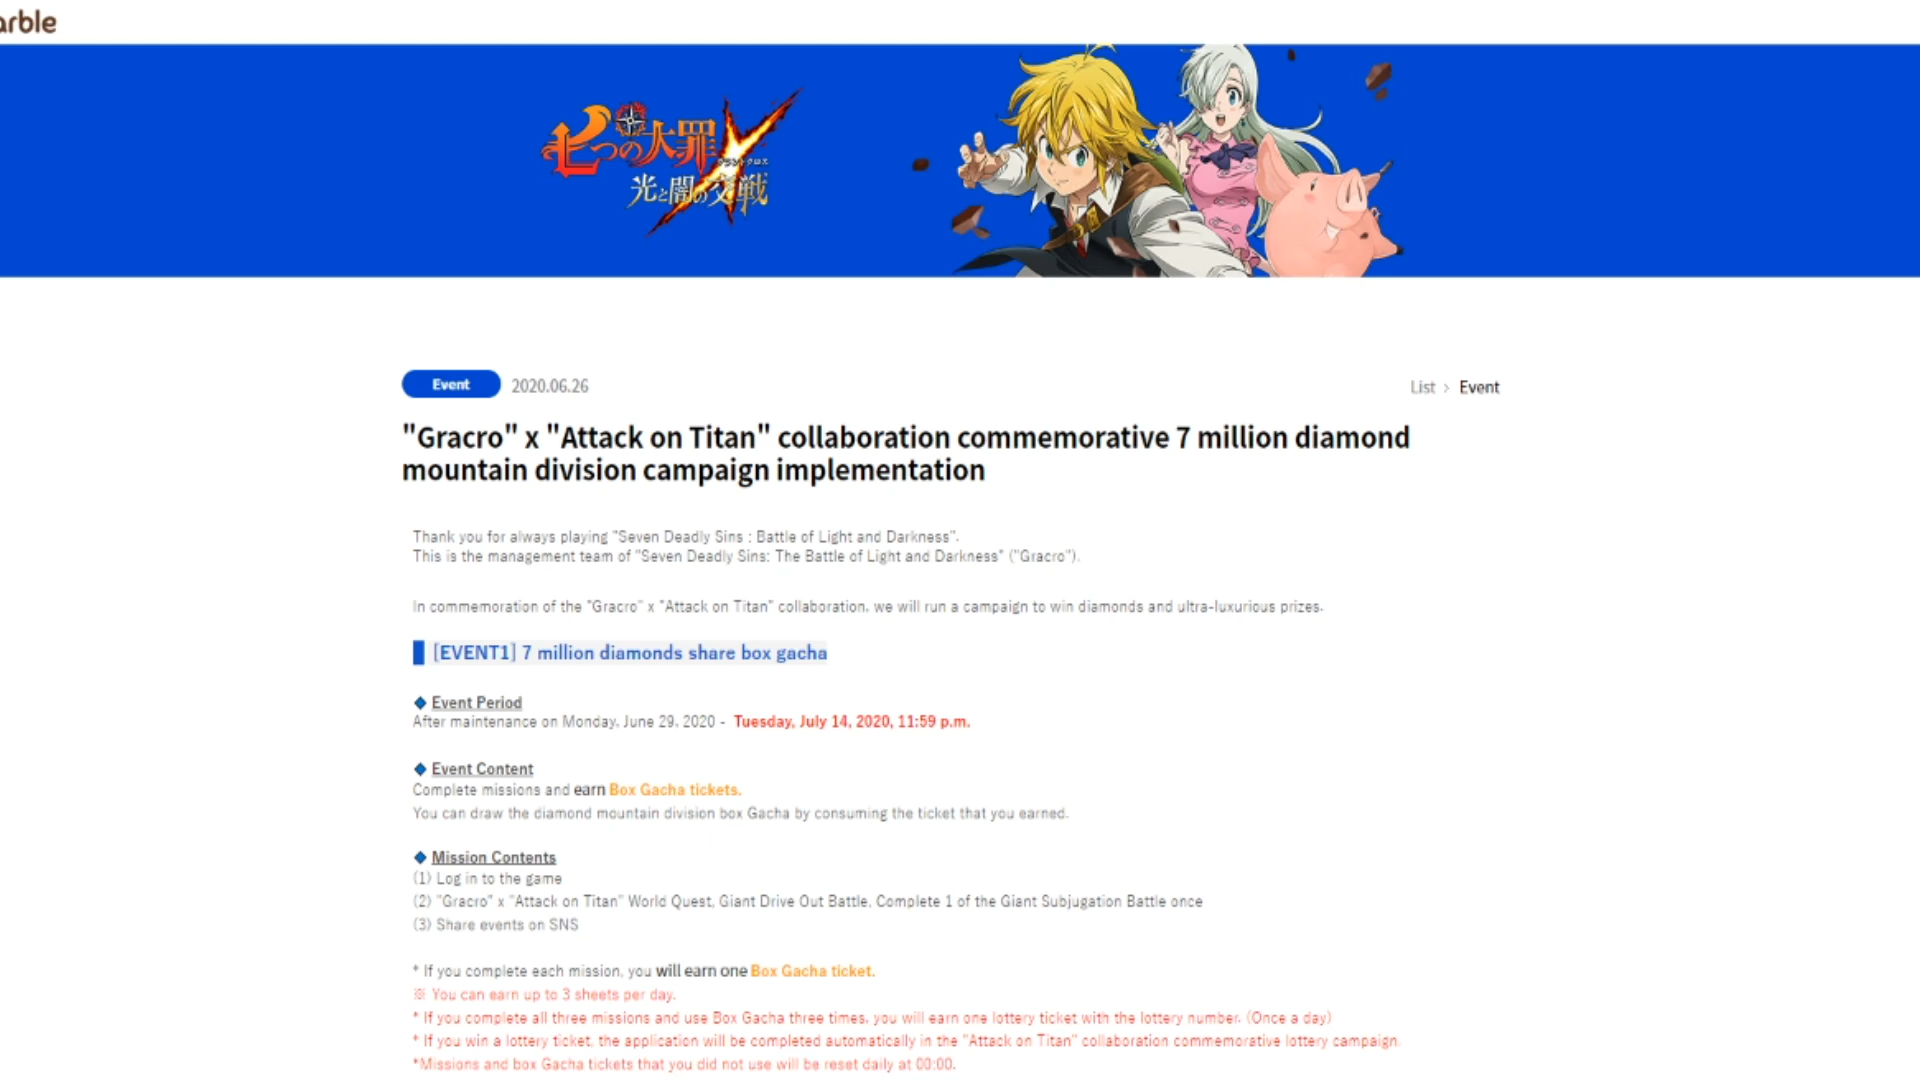 arble
七つの大罪
グランドクロス
光と闇の交戦
Event 2020.06.26
List > Event
"Gracro" x "Attack on Titan" collaboration commemorative 7 million diamond
mountain division campaign implementation
Thank you for always playing "Seven Deadly Sins : Battle of Light and Darkness".
This is the management team of "Seven Deadly Sins: The Battle of Light and Darkness" ("Gracro").
In commemoration of the "Gracro" x "Attack on Titan" collaboration, we will run a campaign to win diamonds and ultra-luxurious prizes.
[EVENT1] 7 million diamonds share box gacha
◆ Event Period
After maintenance on Monday, June 29, 2020 - Tuesday, July 14, 2020, 11:59 p.m.
◆ Event Content
Complete missions and earn Box Gacha tickets.
You can draw the diamond mountain division box Gacha by consuming the ticket that you earned.
◆ Mission Contents
(1) Log in to the game
(2) "Gracro" x "Attack on Titan" World Quest, Giant Drive Out Battle, Complete 1 of the Giant Subjugation Battle once
(3) Share events on SNS
* If you complete each mission, you will earn one Box Gacha ticket.
※ You can earn up to 3 sheets per day.
* If you complete all three missions and use Box Gacha three times, you will earn one lottery ticket with the lottery number. (Once a day)
* If you win a lottery ticket, the application will be completed automatically in the "Attack on Titan" collaboration commemorative lottery campaign.
*Missions and box Gacha tickets that you did not use will be reset daily at 00:00.